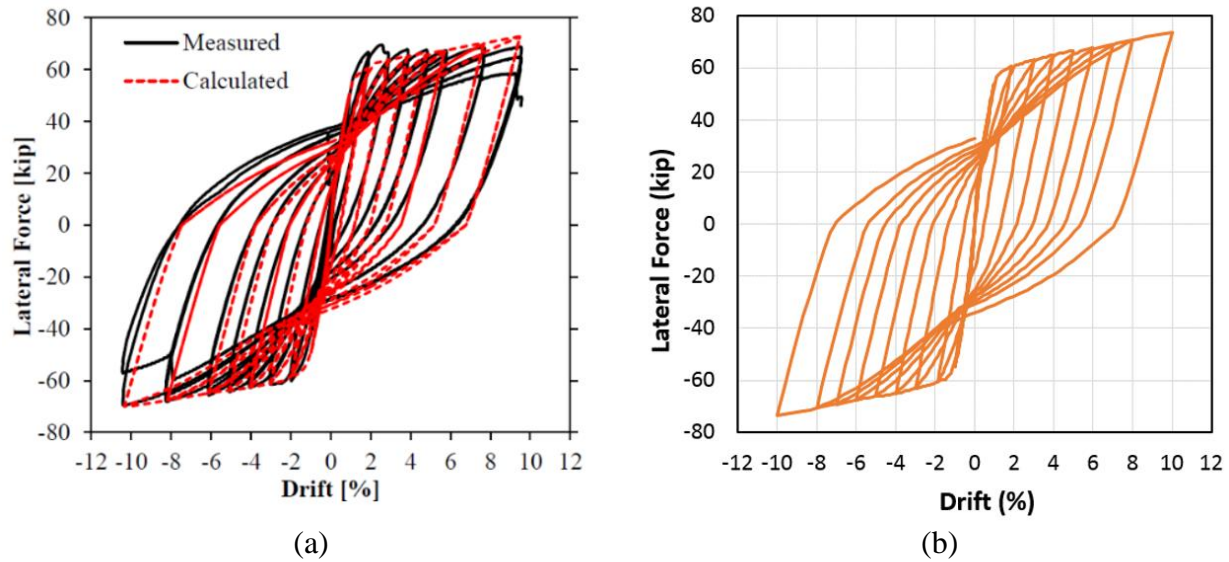 80
60
40
20
0
-20
-40
-60
-80
Lateral Force [kip]
Measured
Calculated
-12 -10 -8 -6 -4 -2 0 2 4 6 8 10 12
Drift [%]
(a)
80
60
40
20
0
-20
-40
-60
-80
Lateral Force (kip)
-12 -10 -8 -6 -4 -2 0 2 4 6 8 10 12
Drift (%)
(b)